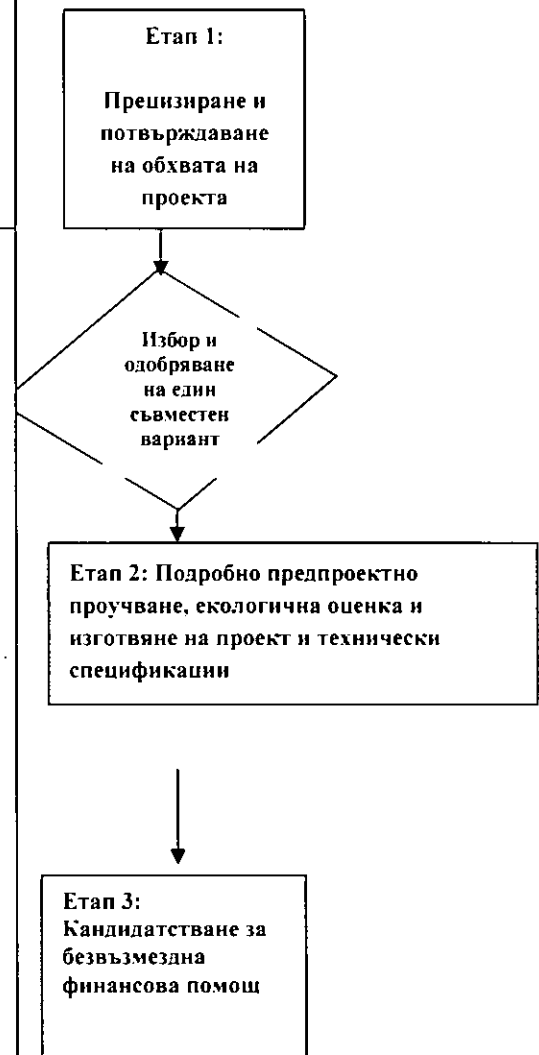 Етап 1:
Прецизиране и
потвърждаване
на обхвата на
проекта
Избор и
одобряване
на един
съвместен
вариант
Етап 2: Подробно предпроектно
проучване, екологична оценка и
изготвяне на проект и технически
спецификации
Етап 3:
Кандидатстване за
безвъзмездна
финансова помощ